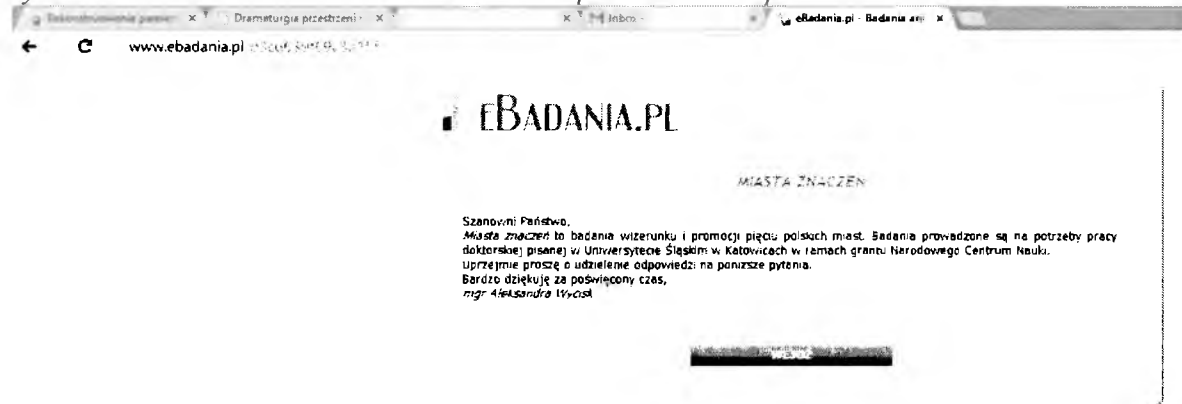 Dramaturgia przestrzeni
Inbox
eBadania.pl - Badania an
www.ebadania.pl
EBADANIA.PL
MIASTA ZNACZEŃ
Szanowni Państwo,
Miasta znaczeń to badania wizerunku i promocji pięciu polskich miast. Badania prowadzone są na potrzeby pracy
doktorskiej pisanej w Uniwersytecie Śląskim w Katowicach w ramach grantu Narodowego Centrum Nauki.
Uprzejmie proszę o udzielenie odpowiedzi na poniższe pytania.
Bardzo dziękuję za poświęcony czas,
mgr Aleksandra Wycisk